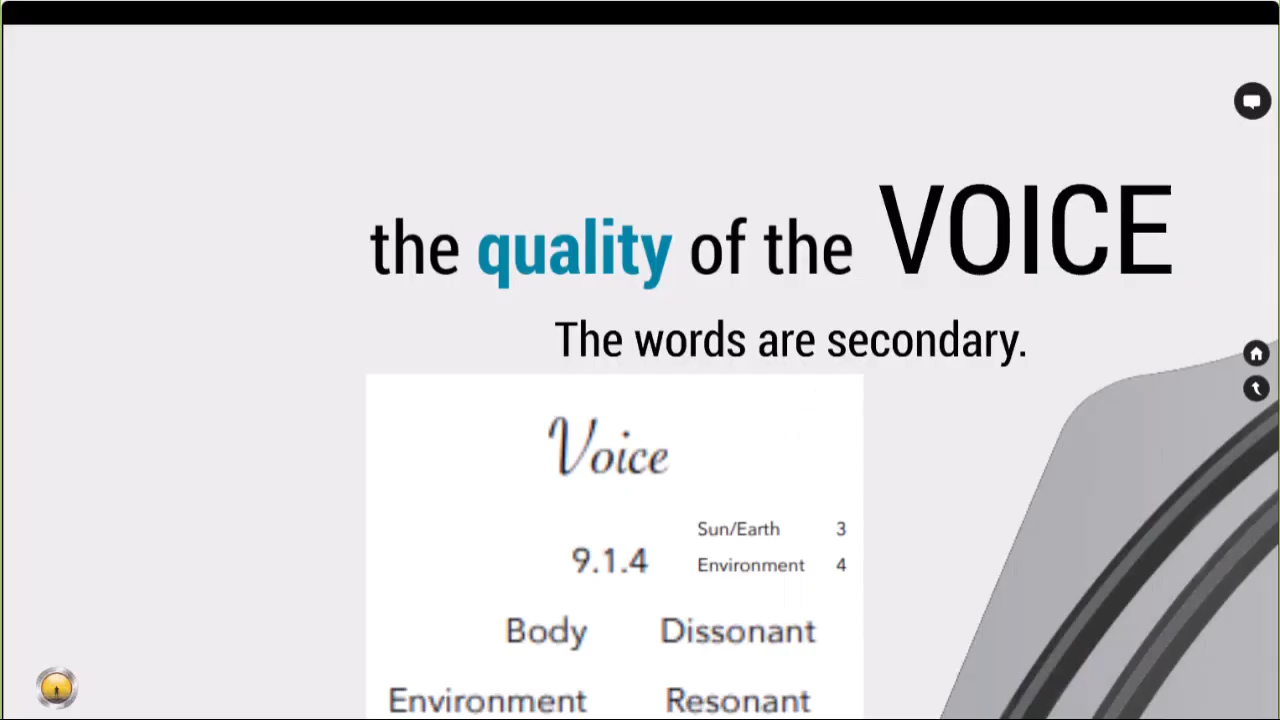 the quality of the VOICE
The words are secondary.
Voice
Sun/Earth 3
9.1.4
Environment 4
Body Dissonant
Environment Resonant